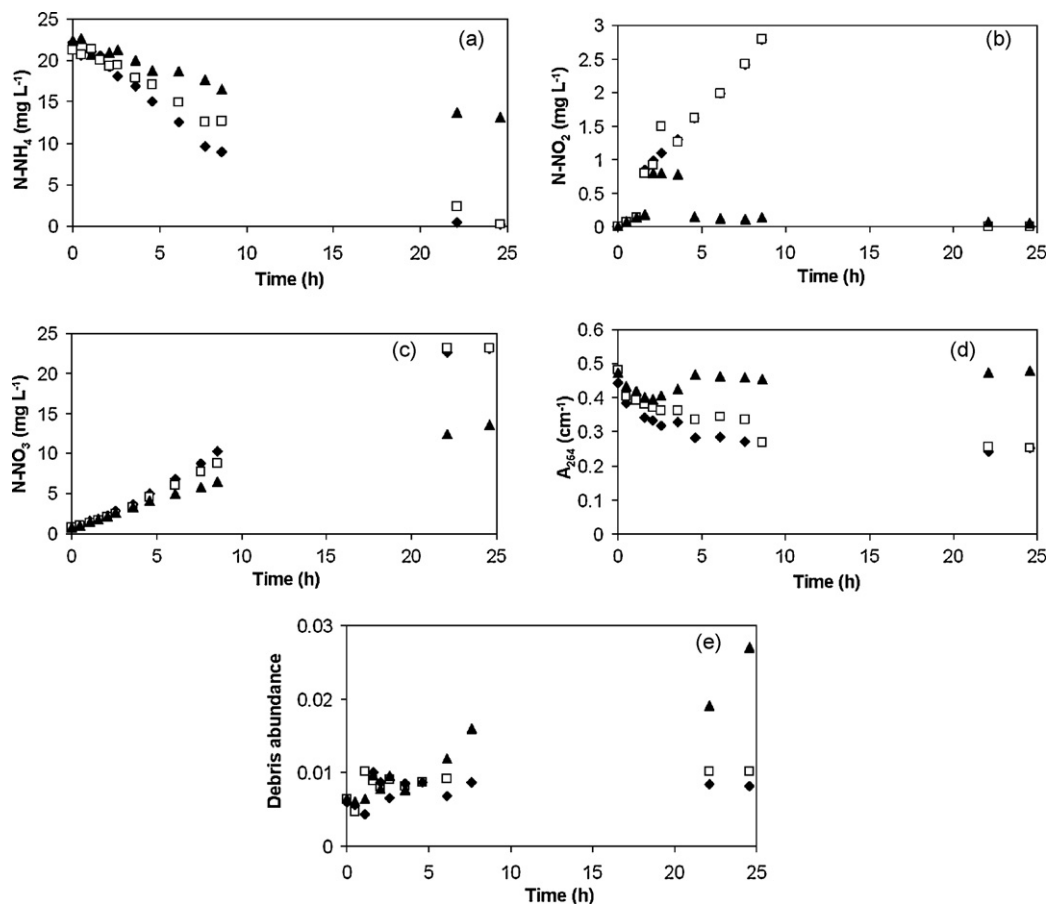 (a)
N-NH₄ (mg L⁻¹)
25
20
15
10
5
0
0 5 10 15 20 25
Time (h)
(b)
N-NO₂ (mg L⁻¹)
3
2.5
2
1.5
1
0.5
0
0 5 10 15 20 25
Time (h)
(c)
N-NO₃ (mg L⁻¹)
25
20
15
10
5
0
0 5 10 15 20 25
Time (h)
(d)
A₂₆₄ (cm⁻¹)
0.6
0.5
0.4
0.3
0.2
0.1
0
0 5 10 15 20 25
Time (h)
(e)
Debris abundance
0.03
0.02
0.01
0
0 5 10 15 20 25
Time (h)